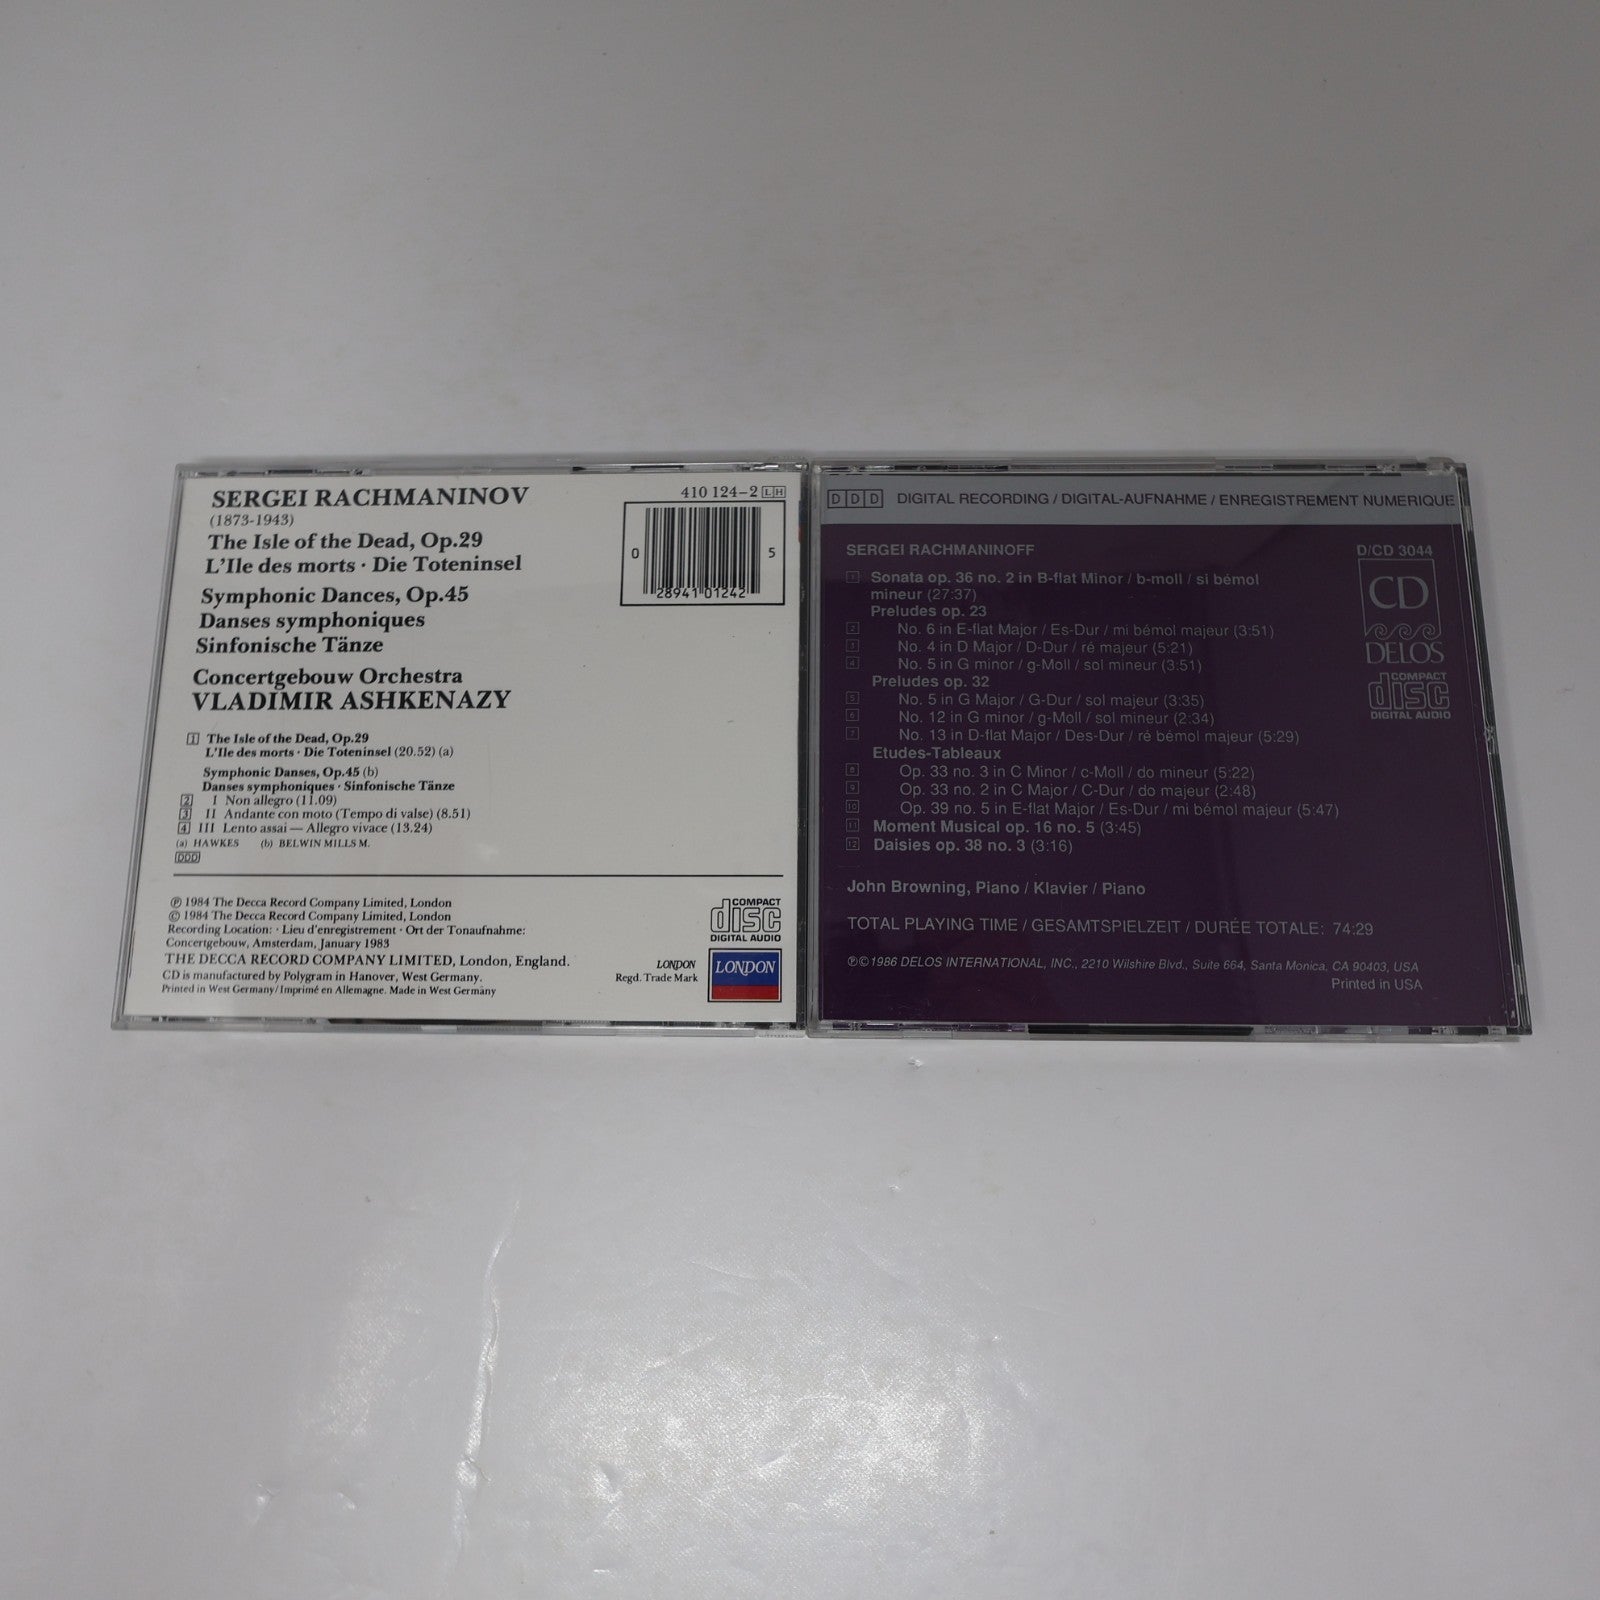 SERGEI RACHMANINOV
(1873-1943)
The Isle of the Dead, Op.29
L'Ile des morts · Die Toteninsel
Symphonic Dances, Op.45
Danses symphoniques
Sinfonische Tänze
Concertgebouw Orchestra
VLADIMIR ASHKENAZY
410 124-2 LH
0 28941 01242 5
1 The Isle of the Dead, Op.29
L'Ile des morts · Die Toteninsel (20.52) (a)
Symphonic Danses, Op.45 (b)
Danses symphoniques · Sinfonische Tänze
2 I Non allegro (11.09)
3 II Andante con moto (Tempo di valse) (8.51)
4 III Lento assai — Allegro vivace (13.24)
(a) HAWKES (b) BELWIN MILLS M.
DDD
℗ 1984 The Decca Record Company Limited, London
© 1984 The Decca Record Company Limited, London
Recording Location: · Lieu d'enregistrement · Ort der Tonaufnahme:
Concertgebouw, Amsterdam, January 1983
THE DECCA RECORD COMPANY LIMITED, London, England.
CD is manufactured by Polygram in Hanover, West Germany.
Printed in West Germany/Imprimé en Allemagne. Made in West Germany
COMPACT
disc
DIGITAL AUDIO
LONDON
Regd. Trade Mark
LONDON
DDD DIGITAL RECORDING / DIGITAL-AUFNAHME / ENREGISTREMENT NUMERIQUE
SERGEI RACHMANINOFF
D/CD 3044
1 Sonata op. 36 no. 2 in B-flat Minor / b-moll / si bémol
mineur (27:37)
Preludes op. 23
2 No. 6 in E-flat Major / Es-Dur / mi bémol majeur (3:51)
3 No. 4 in D Major / D-Dur / ré majeur (5:21)
4 No. 5 in G minor / g-Moll / sol mineur (3:51)
Preludes op. 32
5 No. 5 in G Major / G-Dur / sol majeur (3:35)
6 No. 12 in G minor / g-Moll / sol mineur (2:34)
7 No. 13 in D-flat Major / Des-Dur / ré bémol majeur (5:29)
Etudes-Tableaux
8 Op. 33 no. 3 in C Minor / c-Moll / do mineur (5:22)
9 Op. 33 no. 2 in C Major / C-Dur / do majeur (2:48)
10 Op. 39 no. 5 in E-flat Major / Es-Dur / mi bémol majeur (5:47)
11 Moment Musical op. 16 no. 5 (3:45)
12 Daisies op. 38 no. 3 (3:16)
CD
DELOS
COMPACT
disc
DIGITAL AUDIO
John Browning, Piano / Klavier / Piano
TOTAL PLAYING TIME / GESAMTSPIELZEIT / DURÉE TOTALE: 74:29
℗©1986 DELOS INTERNATIONAL, INC., 2210 Wilshire Blvd., Suite 664, Santa Monica, CA 90403, USA
Printed in USA